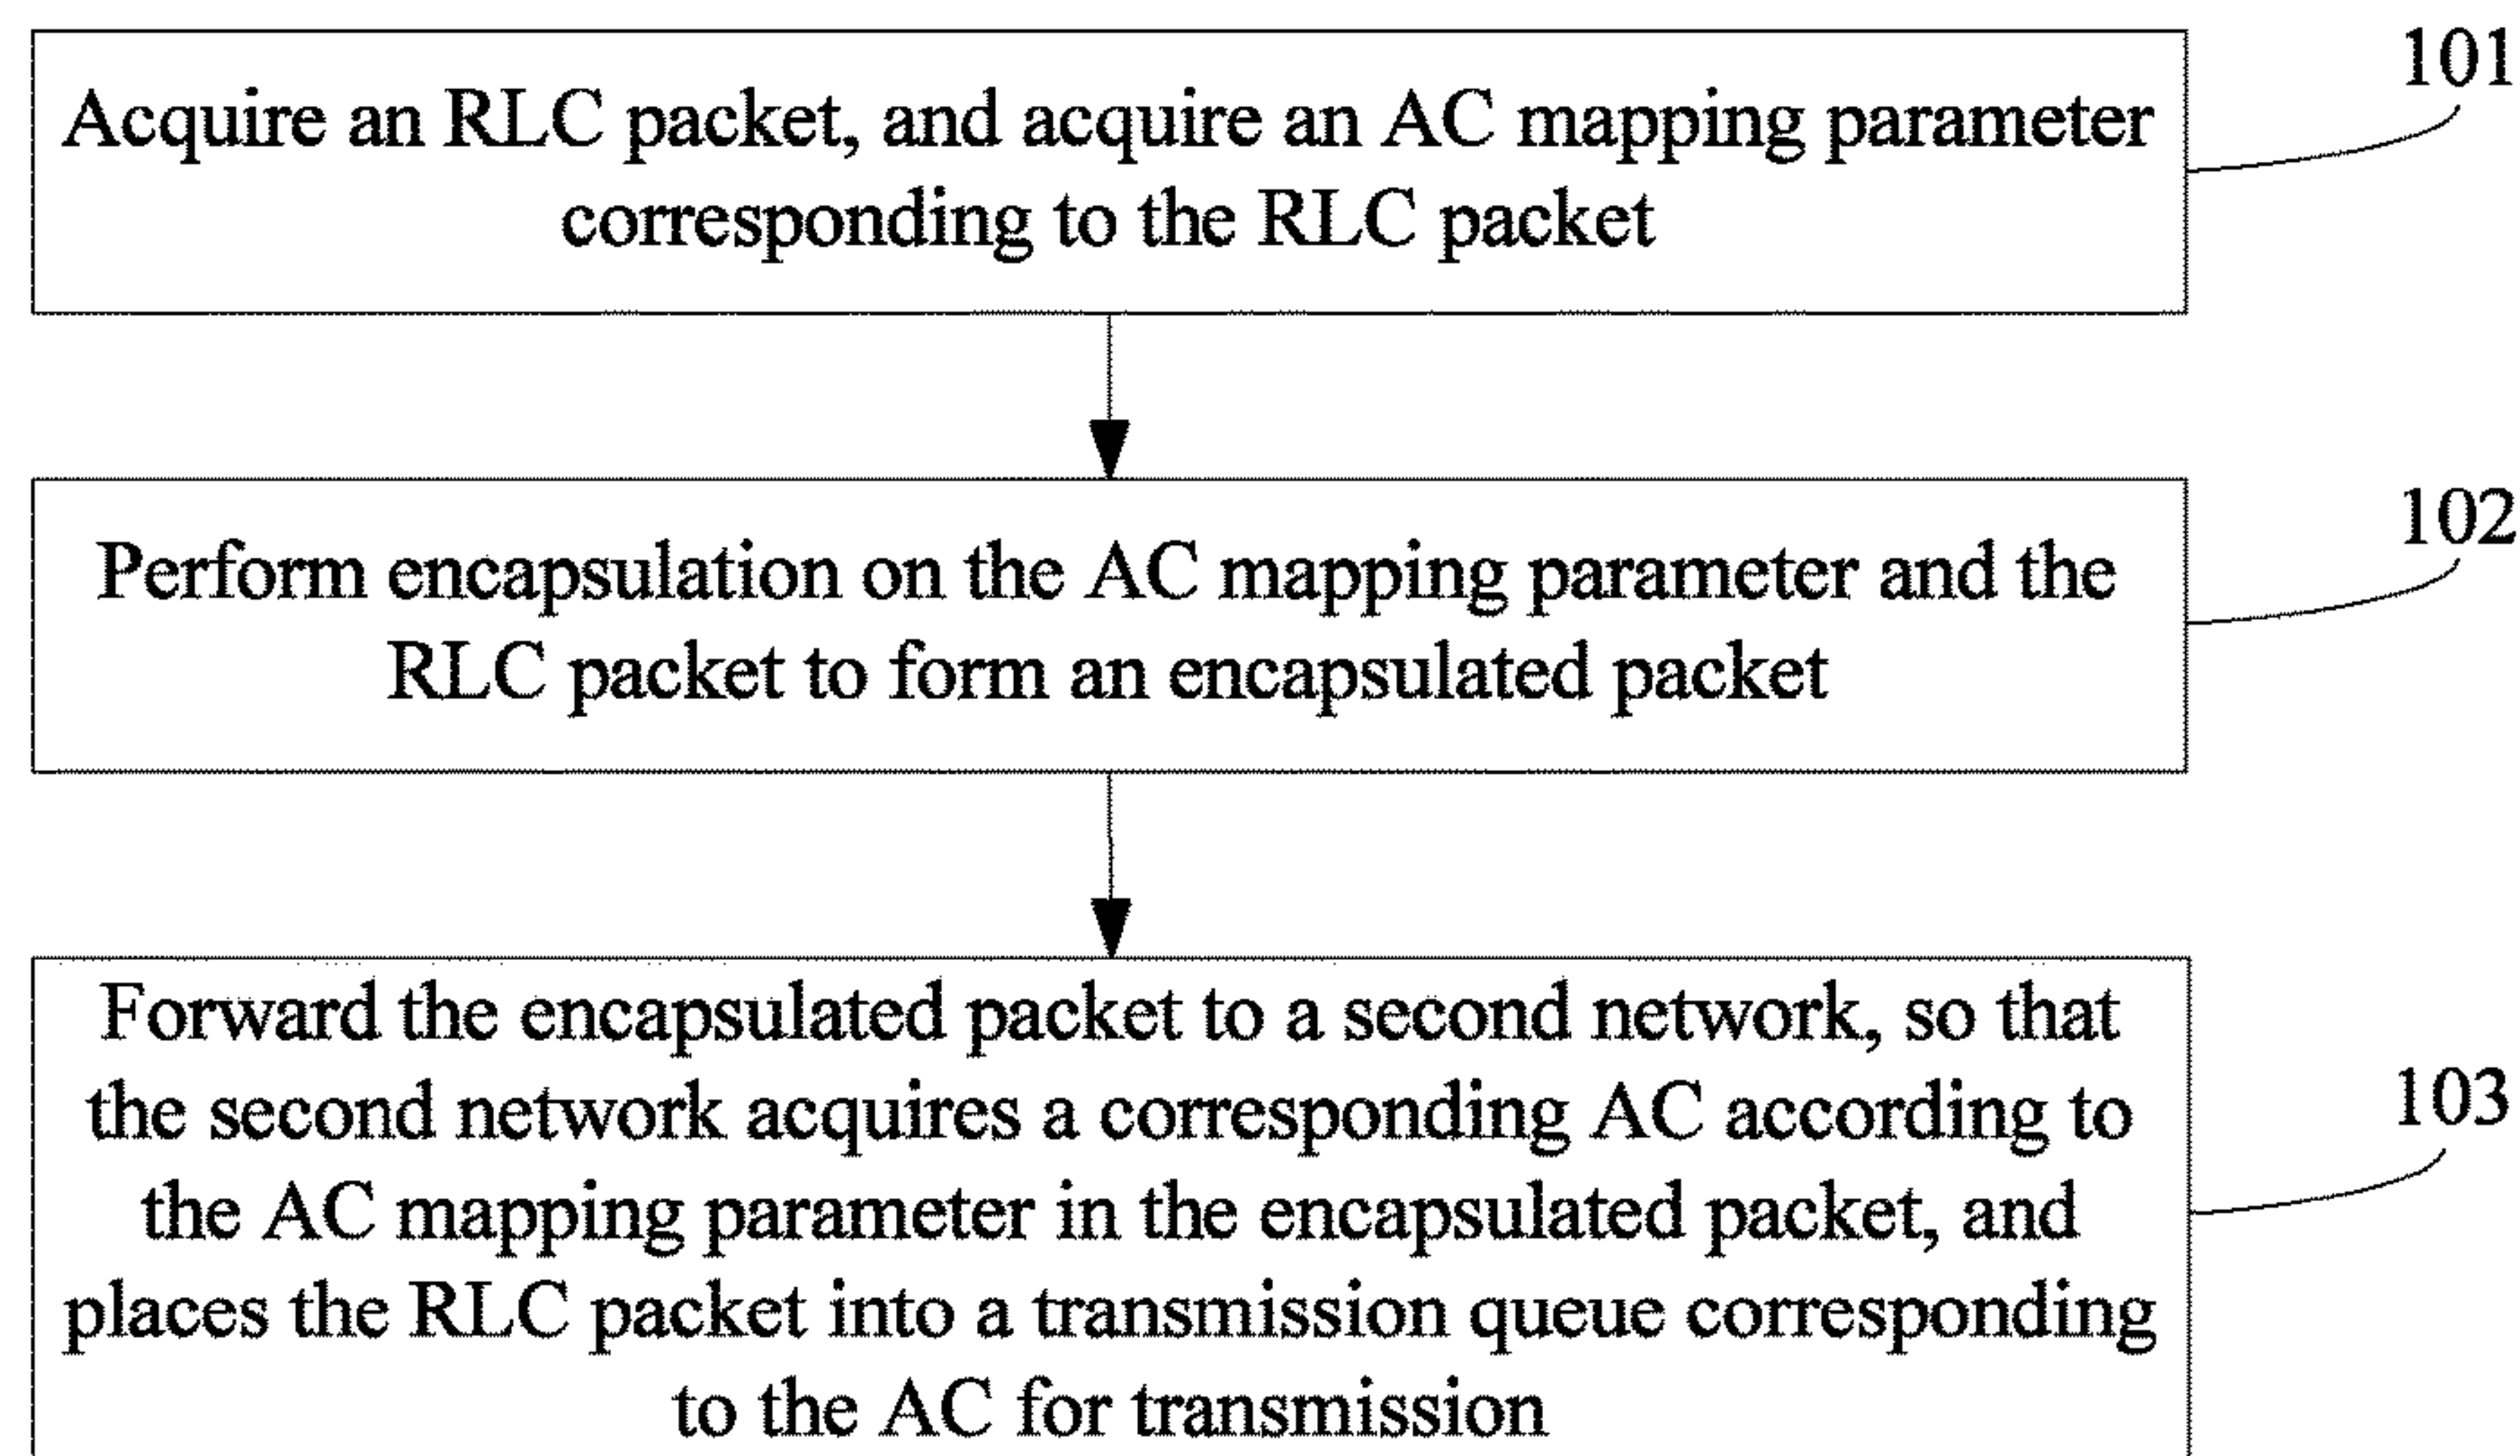 101
Acquire an RLC packet, and acquire an AC mapping parameter
corresponding to the RLC packet
102
Perform encapsulation on the AC mapping parameter and the
RLC packet to form an encapsulated packet
Forward the encapsulated packet to a second network, so that
the second network acquires a corresponding AC according to
103
the AC mapping parameter in the encapsulated packet, and
places the RLC packet into a transmission queue corresponding
to the AC for transmission